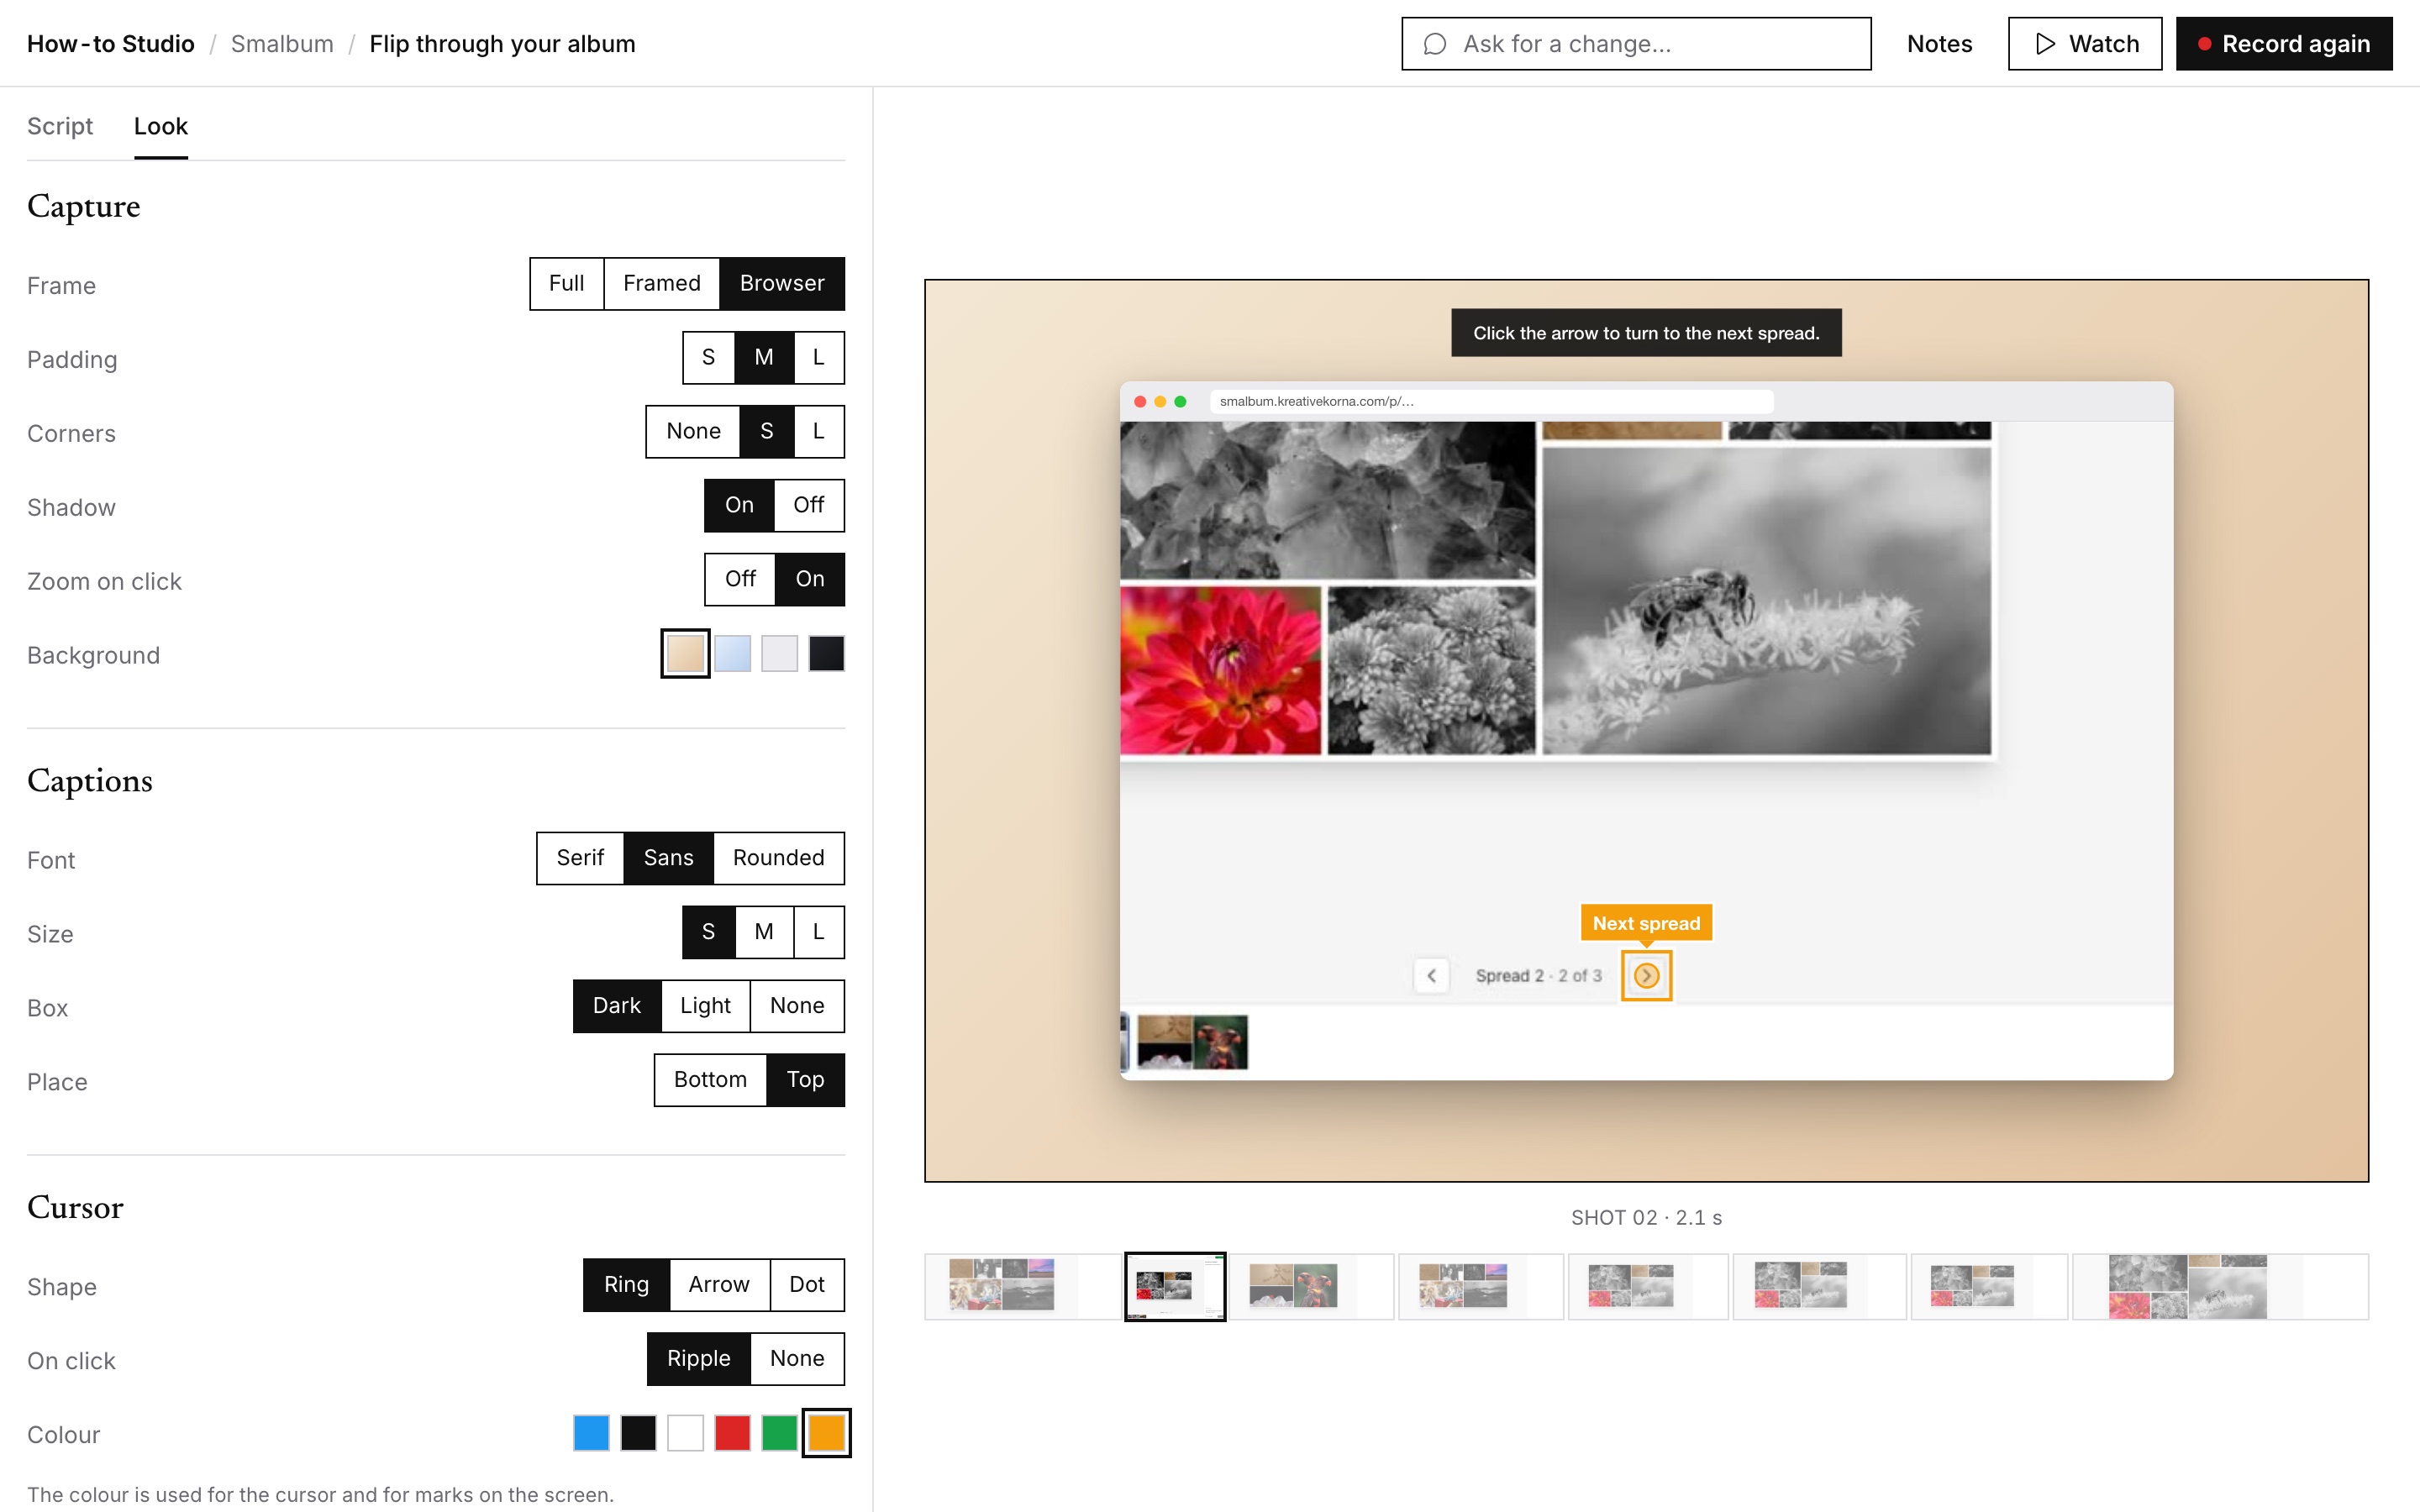 How-to Studio / Smalbum / Flip through your album
Ask for a change...
Notes
Watch
Record again
Script
Look
Capture
Frame
Full
Framed
Browser
Padding
S
M
L
Corners
None
S
L
Shadow
On
Off
Zoom on click
Off
On
Background
Captions
Font
Serif
Sans
Rounded
Size
S
M
L
Box
Dark
Light
None
Place
Bottom
Top
Cursor
Shape
Ring
Arrow
Dot
On click
Ripple
None
Colour
The colour is used for the cursor and for marks on the screen.
Click the arrow to turn to the next spread.
smalbum.kreativekorna.com/p/...
Next spread
Spread 2 · 2 of 3
SHOT 02 · 2.1 s